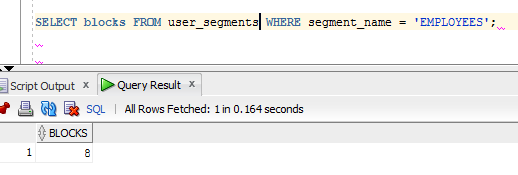 SELECT blocks FROM user_segments WHERE segment_name = 'EMPLOYEES';
Script Output x Query Result x
SQL | All Rows Fetched: 1 in 0.164 seconds
BLOCKS
1 8